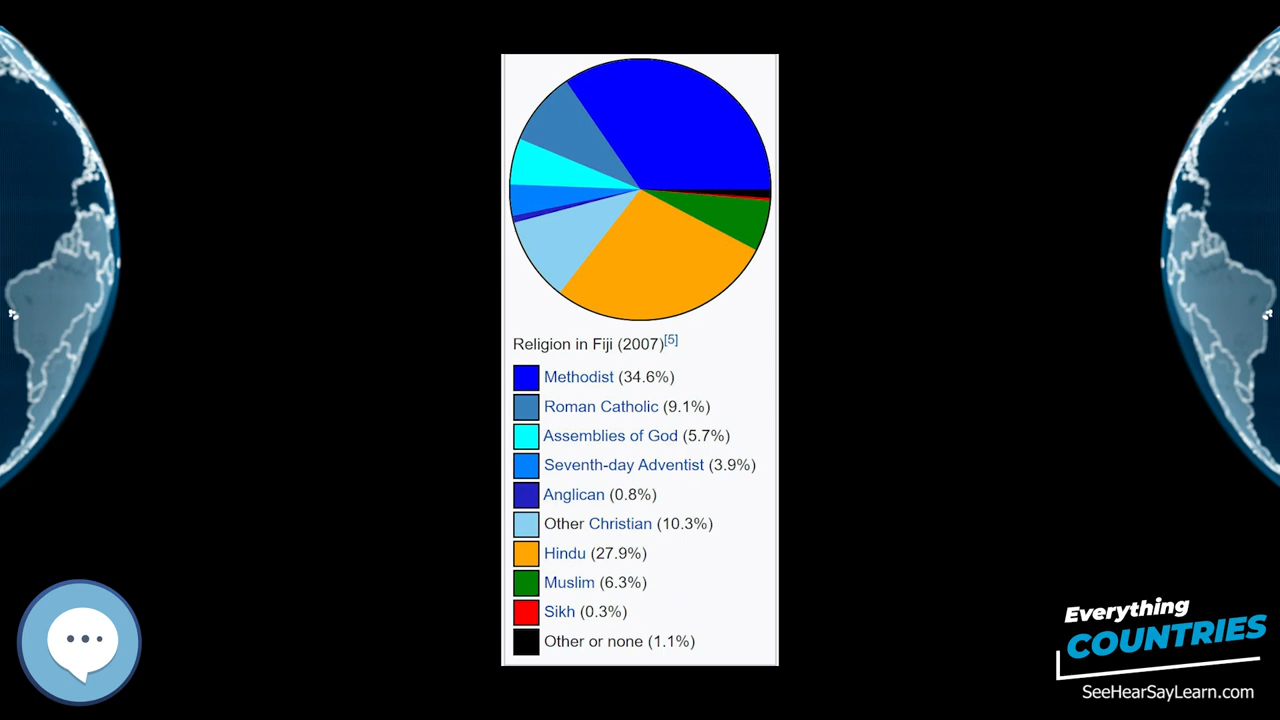 Religion in Fiji (2007)[5]
Methodist (34.6%)
Roman Catholic (9.1%)
Assemblies of God (5.7%)
Seventh-day Adventist (3.9%)
Anglican (0.8%)
Other Christian (10.3%)
Hindu (27.9%)
Muslim (6.3%)
Sikh (0.3%)
Other or none (1.1%)
Everything
COUNTRIES
SeeHearSayLearn.com